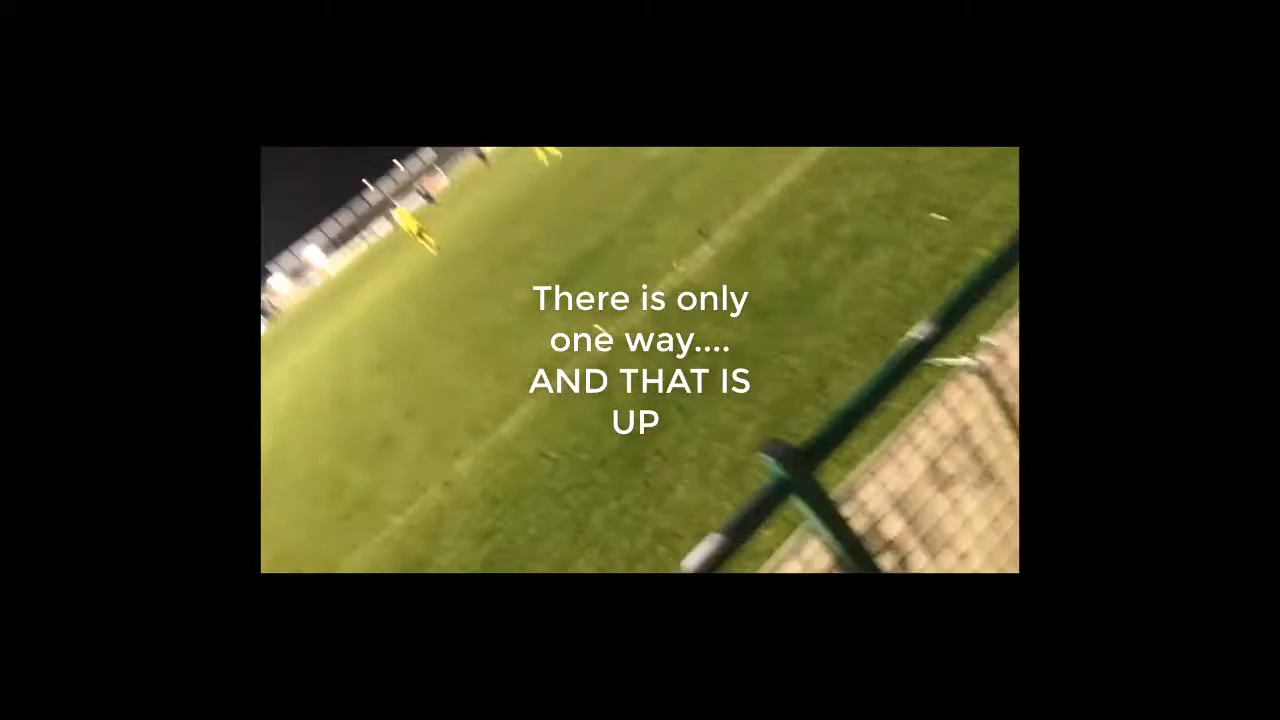 There is only
one way....
AND THAT IS
UP